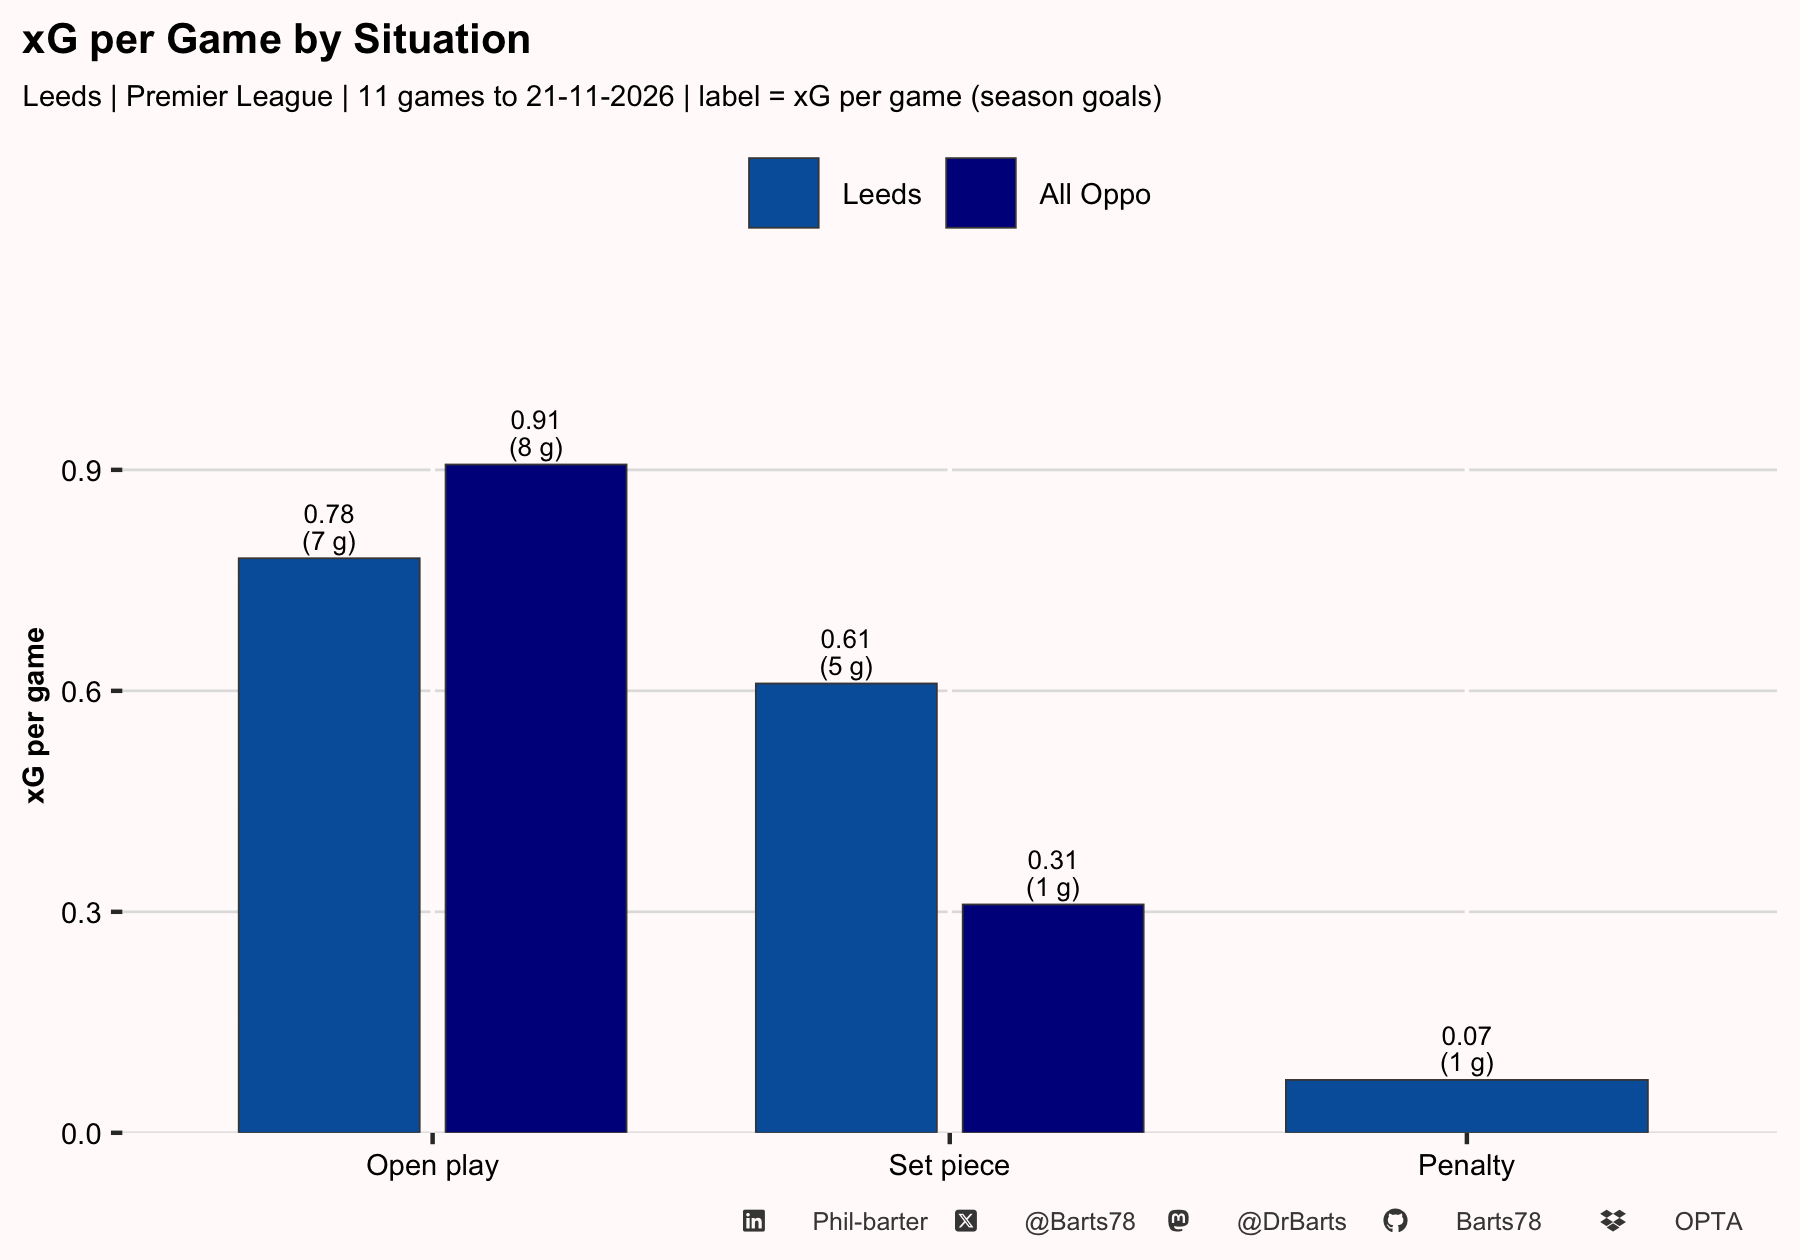 xG per Game by Situation
Leeds | Premier League | 11 games to 21-11-2026 | label = xG per game (season goals)
Leeds
All Oppo
0.91
(8 g)
0.9
0.78
(7 g)
0.61
(5 g)
0.6
xG per game
0.31
(1 g)
0.3
0.07
(1 g)
0.0
Open play
Set piece
Penalty
Phil-barter @Barts78 @DrBarts Barts78 OPTA